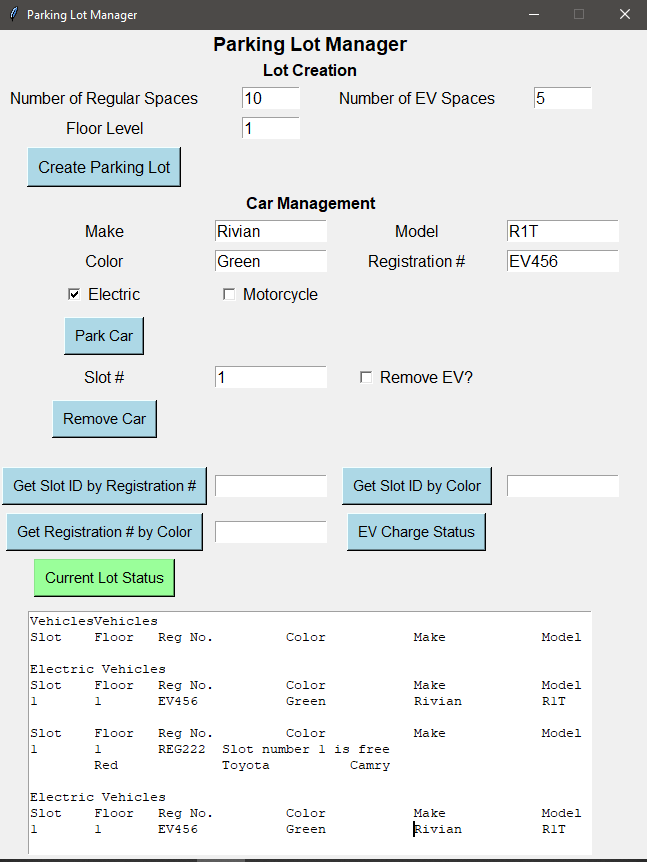 Parking Lot Manager
Parking Lot Manager
Lot Creation
Number of Regular Spaces 10 Number of EV Spaces 5
Floor Level 1
Create Parking Lot
Car Management
Make Rivian Model R1T
Color Green Registration # EV456
Electric Motorcycle
Park Car
Slot # 1 Remove EV?
Remove Car
Get Slot ID by Registration # Get Slot ID by Color
Get Registration # by Color EV Charge Status
Current Lot Status
VehiclesVehicles
Slot Floor Reg No. Color Make Model
Electric Vehicles
Slot Floor Reg No. Color Make Model
1 1 EV456 Green Rivian R1T
Slot Floor Reg No. Color Make Model
1 1 REG222 Slot number 1 is free
Red Toyota Camry
Electric Vehicles
Slot Floor Reg No. Color Make Model
1 1 EV456 Green Rivian R1T